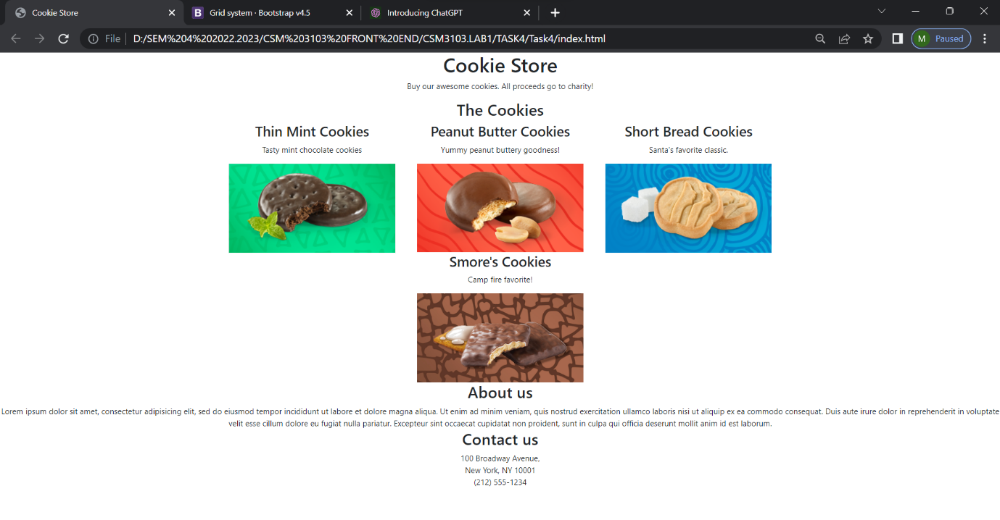 Cookie Store
Grid system · Bootstrap v4.5
Introducing ChatGPT
File
D:/SEM%204%202022.2023/CSM%203103%20FRONT%20END/CSM3103.LAB1/TASK4/Task4/index.html
M Paused
Cookie Store
Buy our awesome cookies. All proceeds go to charity!
The Cookies
Thin Mint Cookies
Tasty mint chocolate cookies
Peanut Butter Cookies
Yummy peanut buttery goodness!
Short Bread Cookies
Santa's favorite classic.
Smore's Cookies
Camp fire favorite!
About us
Lorem ipsum dolor sit amet, consectetur adipisicing elit, sed do eiusmod tempor incididunt ut labore et dolore magna aliqua. Ut enim ad minim veniam, quis nostrud exercitation ullamco laboris nisi ut aliquip ex ea commodo consequat. Duis aute irure dolor in reprehenderit in voluptate
velit esse cillum dolore eu fugiat nulla pariatur. Excepteur sint occaecat cupidatat non proident, sunt in culpa qui officia deserunt mollit anim id est laborum.
Contact us
100 Broadway Avenue,
New York, NY 10001
(212) 555-1234